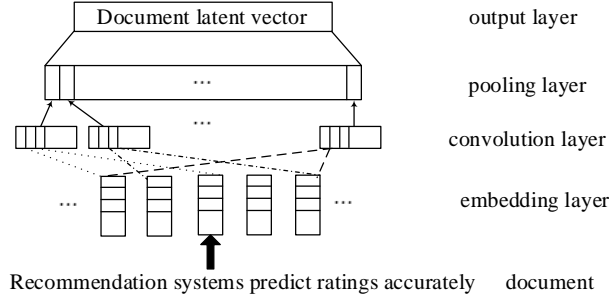 Document latent vector output layer
... pooling layer
... convolution layer
... ... embedding layer
Recommendation systems predict ratings accurately document